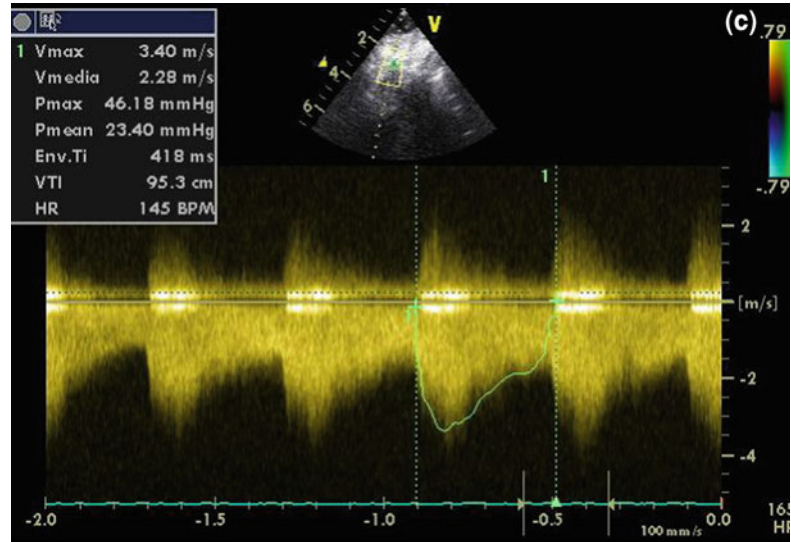 1 Vmax 3.40 m/s
Vmedia 2.28 m/s
Pmax 46.18 mmHg
Pmean 23.40 mmHg
Env.Ti 418 ms
VTI 95.3 cm
HR 145 BPM
V
(c)
.79
-.79
2
4
6
1
2
[m/s]
-2
-4
-2.0 -1.5 -1.0 -0.5 0.0
100 mm/s
165
HR